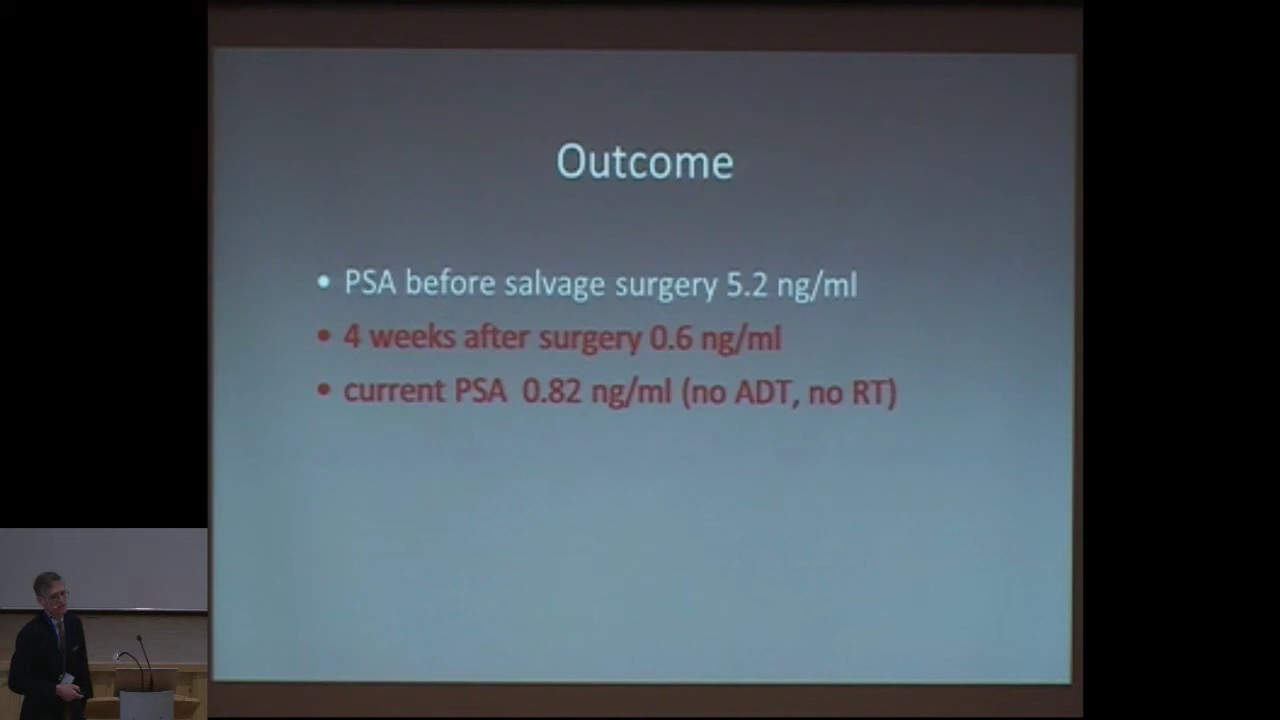 Outcome
• PSA before salvage surgery 5.2 ng/ml
• 4 weeks after surgery 0.6 ng/ml
• current PSA 0.82 ng/ml (no ADT, no RT)